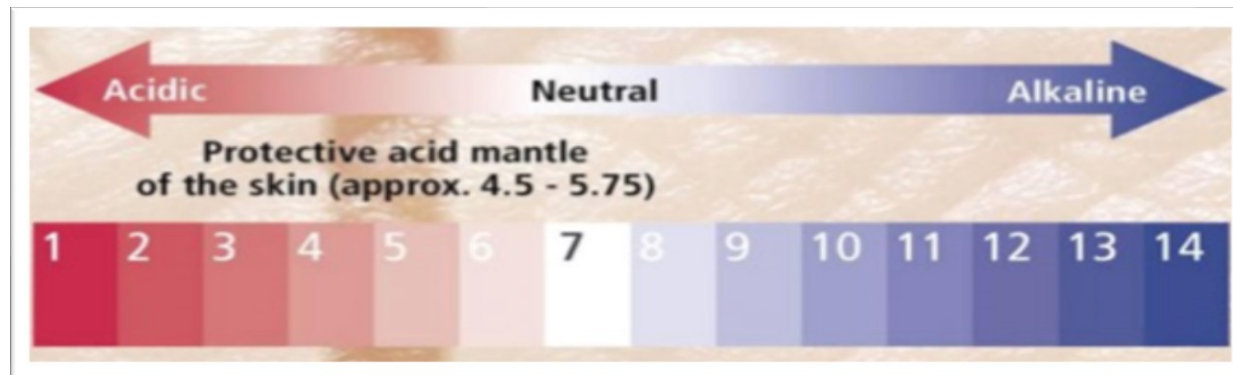 Acidic Neutral Alkaline
Protective acid mantle
of the skin (approx. 4.5 - 5.75)
1 2 3 4 5 6 7 8 9 10 11 12 13 14